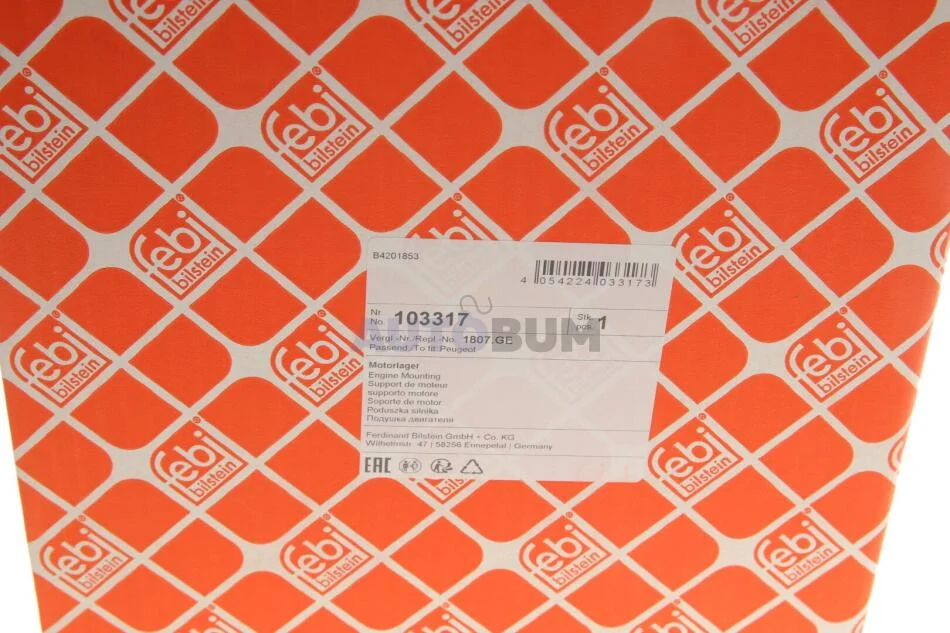 febi
bilstein
B4201853
4 054224 033173
Nr.
No. 103317
Stk.
pcs. 1
AUTOBUM
Vergl.-Nr./Repl.-No. 1807.GE
Passend./To fit: Peugeot
Motorlager
Engine Mounting
Support de moteur
supporto motore
Soporte de motor
Poduszka silnika
Подушка двигателя
Ferdinand Bilstein GmbH + Co. KG
Wilhelmstr. 47 | 58256 Ennepetal | Germany
EAC